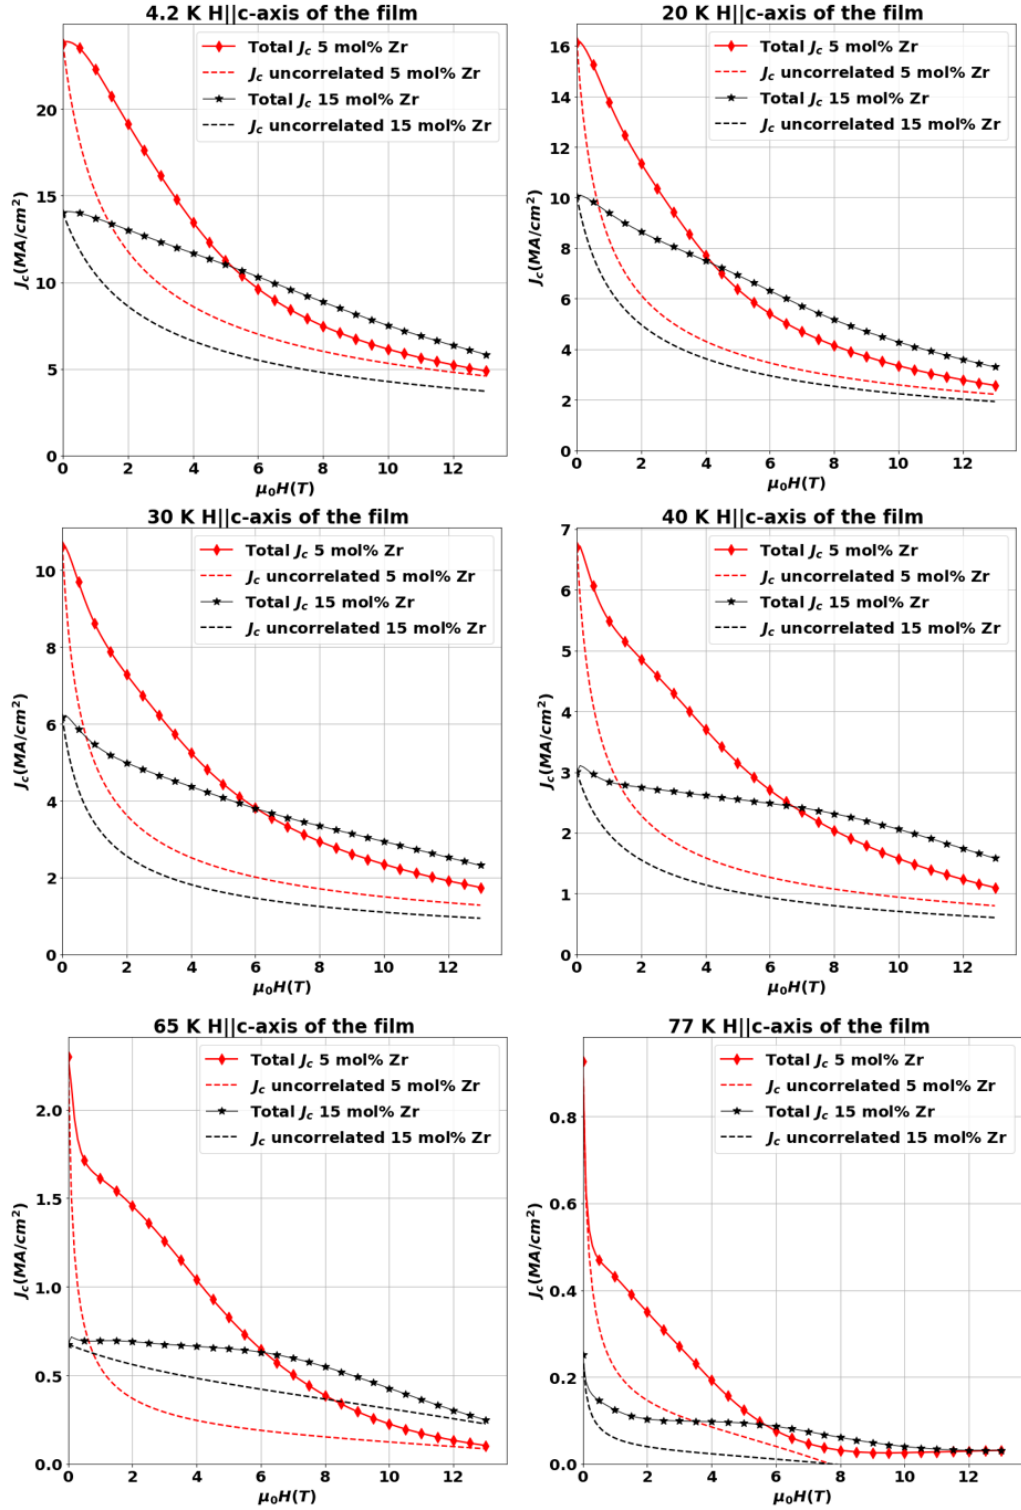 4.2 K H||c-axis of the film
Total Jc 5 mol% Zr
Jc uncorrelated 5 mol% Zr
Total Jc 15 mol% Zr
Jc uncorrelated 15 mol% Zr
Jc(MA/cm²)
20
15
10
5
0
0 2 4 6 8 10 12
μ₀H(T)
20 K H||c-axis of the film
Total Jc 5 mol% Zr
Jc uncorrelated 5 mol% Zr
Total Jc 15 mol% Zr
Jc uncorrelated 15 mol% Zr
Jc(MA/cm²)
16
14
12
10
8
6
4
2
0
0 2 4 6 8 10 12
μ₀H(T)
30 K H||c-axis of the film
Total Jc 5 mol% Zr
Jc uncorrelated 5 mol% Zr
Total Jc 15 mol% Zr
Jc uncorrelated 15 mol% Zr
Jc(MA/cm²)
10
8
6
4
2
0
0 2 4 6 8 10 12
μ₀H(T)
40 K H||c-axis of the film
Total Jc 5 mol% Zr
Jc uncorrelated 5 mol% Zr
Total Jc 15 mol% Zr
Jc uncorrelated 15 mol% Zr
Jc(MA/cm²)
7
6
5
4
3
2
1
0
0 2 4 6 8 10 12
μ₀H(T)
65 K H||c-axis of the film
Total Jc 5 mol% Zr
Jc uncorrelated 5 mol% Zr
Total Jc 15 mol% Zr
Jc uncorrelated 15 mol% Zr
Jc(MA/cm²)
2.0
1.5
1.0
0.5
0.0
0 2 4 6 8 10 12
μ₀H(T)
77 K H||c-axis of the film
Total Jc 5 mol% Zr
Jc uncorrelated 5 mol% Zr
Total Jc 15 mol% Zr
Jc uncorrelated 15 mol% Zr
Jc(MA/cm²)
0.8
0.6
0.4
0.2
0.0
0 2 4 6 8 10 12
μ₀H(T)